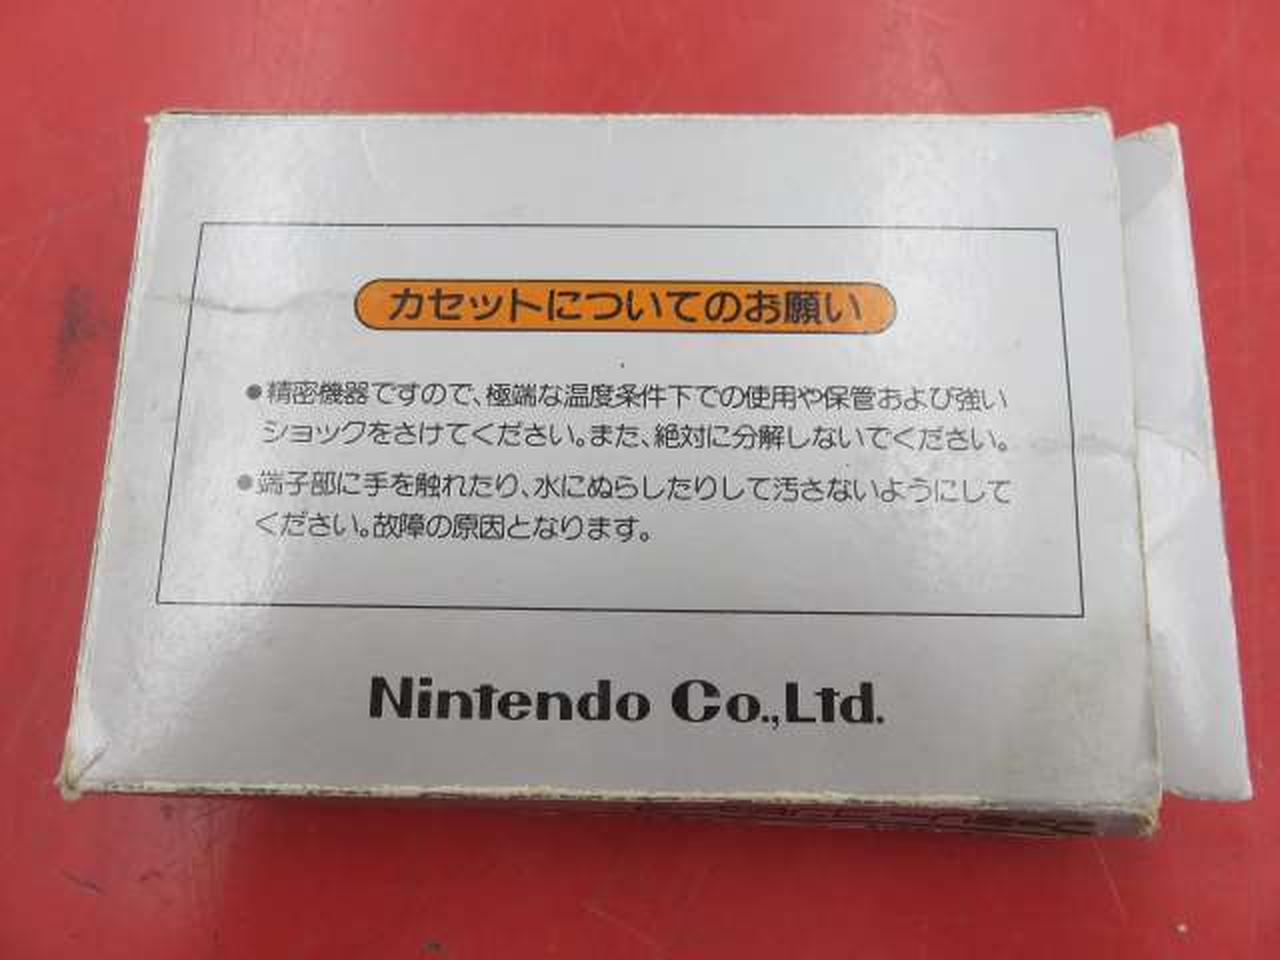 カセットについてのお願い
●精密機器ですので、極端な温度条件下での使用や保管および強い
ショックをさけてください。また、絶対に分解しないでください。
●端子部に手を触れたり、水にぬらしたりして汚さないようにして
ください。故障の原因となります。
Nintendo Co.,Ltd.